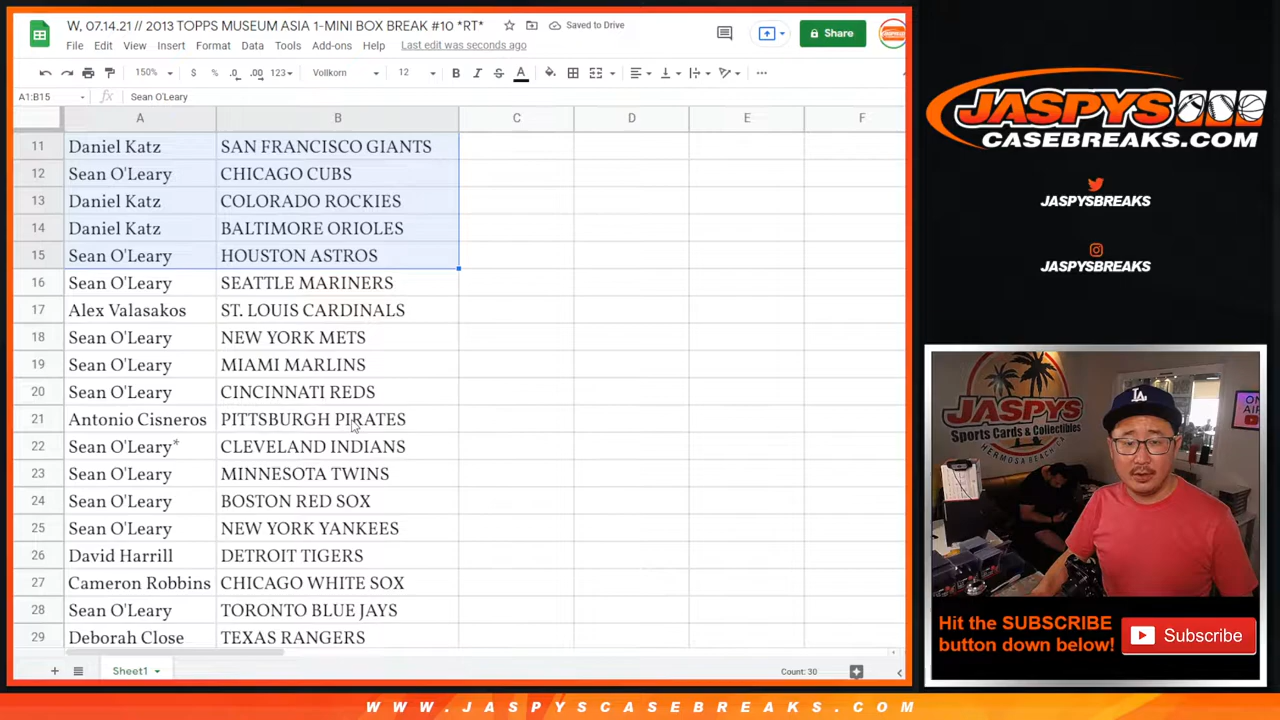 W, 07.14.21 // 2013 TOPPS MUSEUM ASIA 1-MINI BOX BREAK #10 *RT*
Saved to Drive
File Edit View Insert Format Data Tools Add-ons Help Last edit was seconds ago
Share
150% $ % .0 .00 123 Vollkorn 12 B I S A
A1:B15 fx Sean O'Leary
A B C D E F
11 Daniel Katz SAN FRANCISCO GIANTS
12 Sean O'Leary CHICAGO CUBS
13 Daniel Katz COLORADO ROCKIES
14 Daniel Katz BALTIMORE ORIOLES
15 Sean O'Leary HOUSTON ASTROS
16 Sean O'Leary SEATTLE MARINERS
17 Alex Valasakos ST. LOUIS CARDINALS
18 Sean O'Leary NEW YORK METS
19 Sean O'Leary MIAMI MARLINS
20 Sean O'Leary CINCINNATI REDS
21 Antonio Cisneros PITTSBURGH PIRATES
22 Sean O'Leary* CLEVELAND INDIANS
23 Sean O'Leary MINNESOTA TWINS
24 Sean O'Leary BOSTON RED SOX
25 Sean O'Leary NEW YORK YANKEES
26 David Harrill DETROIT TIGERS
27 Cameron Robbins CHICAGO WHITE SOX
28 Sean O'Leary TORONTO BLUE JAYS
29 Deborah Close TEXAS RANGERS
Sheet1
Count: 30
JASPYS
CASEBREAKS.COM
JASPYSBREAKS
JASPYSBREAKS
JASPYS
Sports Cards & Collectibles
HERMOSA BEACH, CA
ON
AIR
LA
Hit the SUBSCRIBE
button down below!
Subscribe
WWW.JASPYSCASEBREAKS.COM